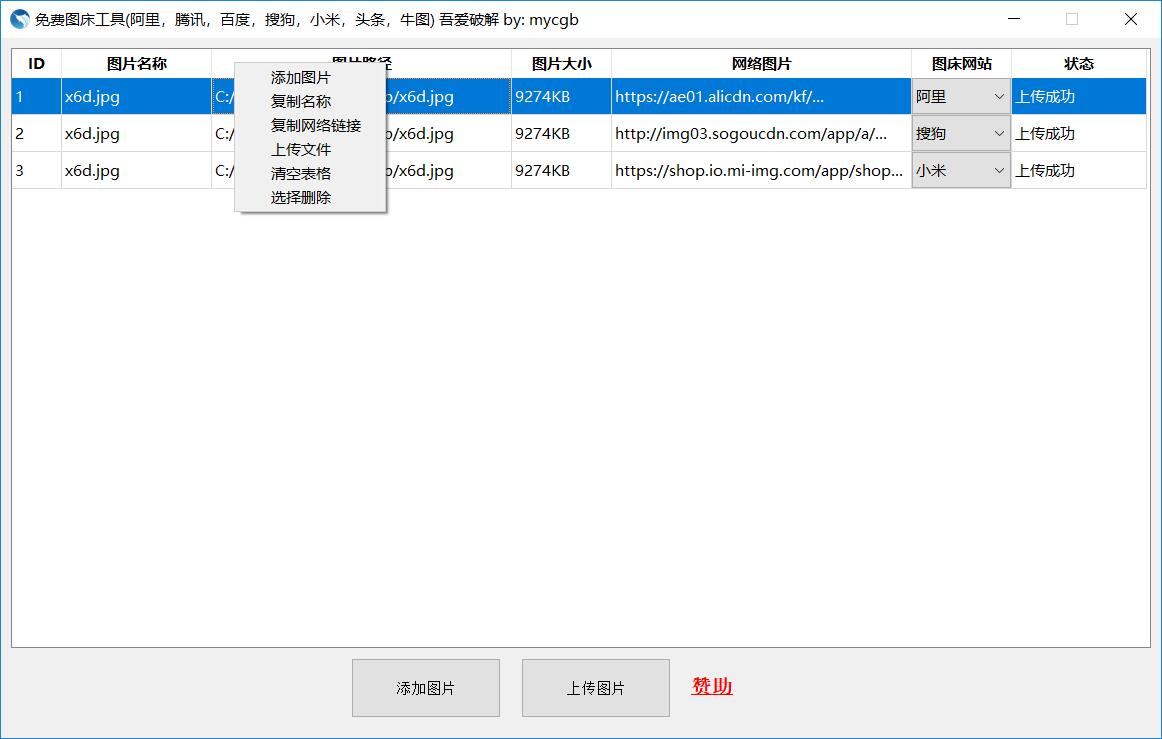 免费图床工具(阿里，腾讯，百度，搜狗，小米，头条，牛图) 吾爱破解 by: mycgb
ID 图片名称 图片路径 图片大小 网络图片 图床网站 状态
1 x6d.jpg C:/ /x6d.jpg 9274KB https://ae01.alicdn.com/kf/... 阿里 上传成功
2 x6d.jpg C:/ /x6d.jpg 9274KB http://img03.sogoucdn.com/app/a/... 搜狗 上传成功
3 x6d.jpg C:/ /x6d.jpg 9274KB https://shop.io.mi-img.com/app/shop... 小米 上传成功
添加图片
复制名称
复制网络链接
上传文件
清空表格
选择删除
添加图片 上传图片 赞助